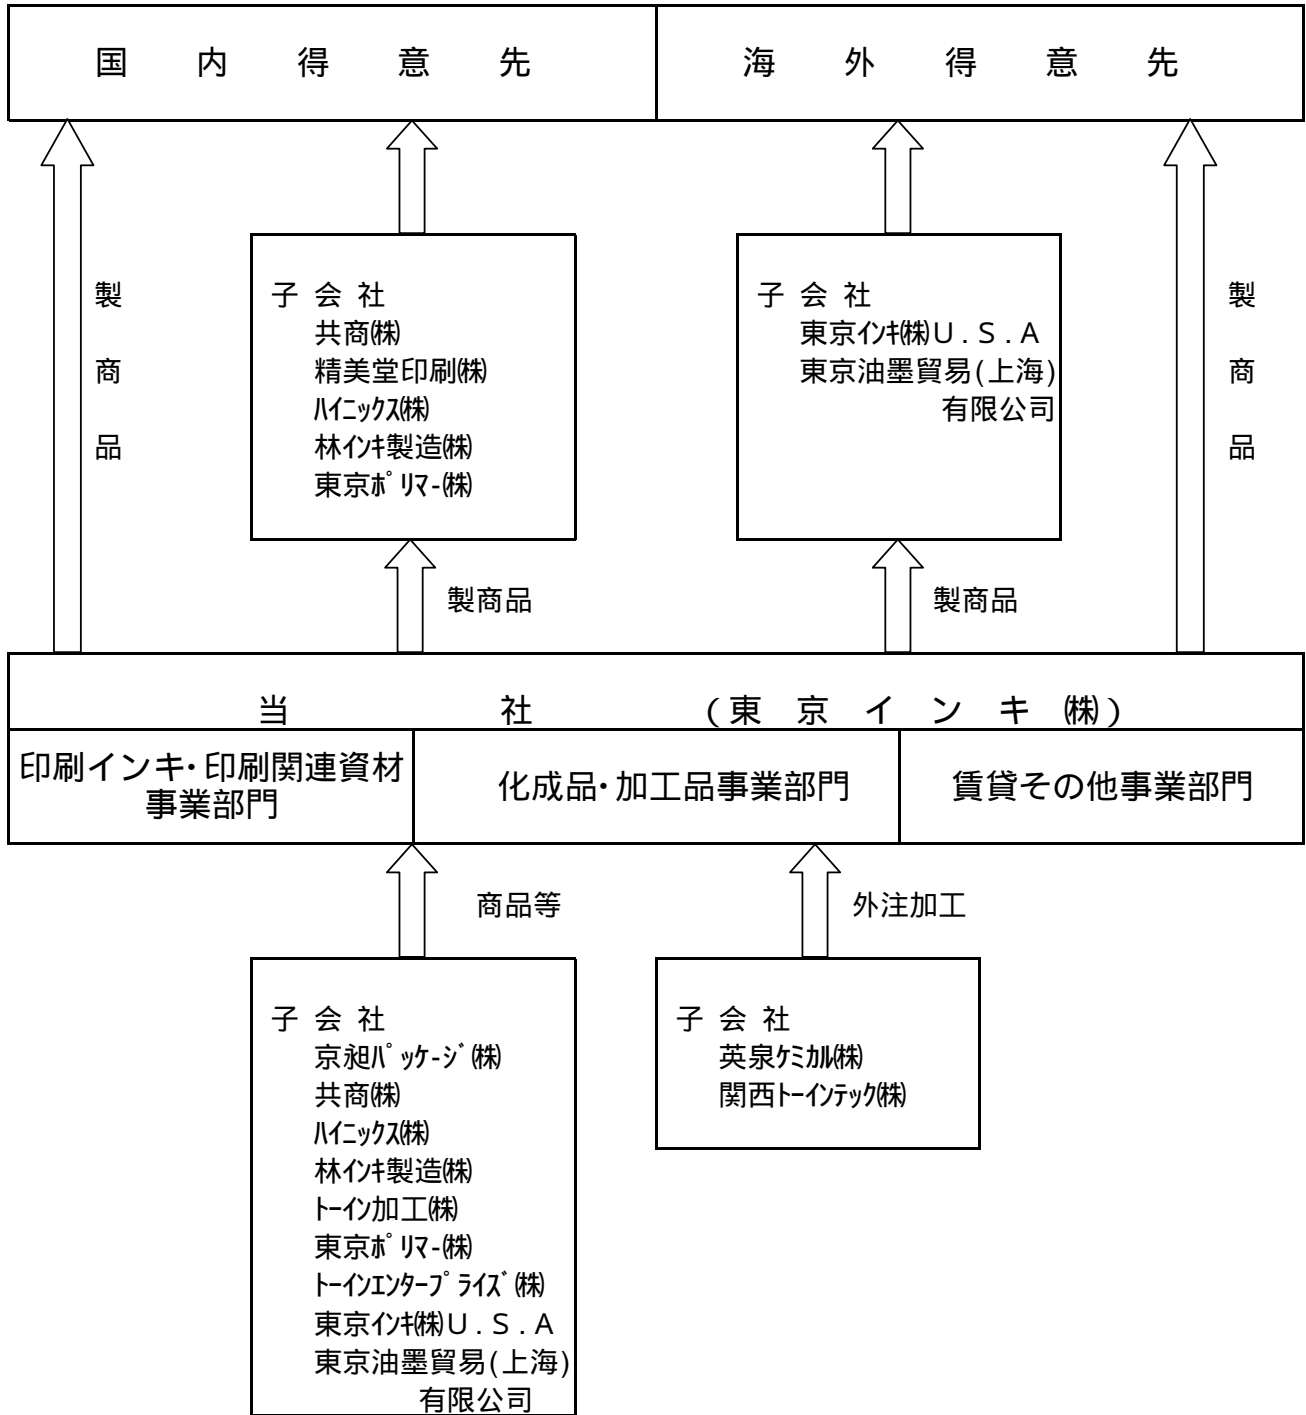 国内得意先
海外得意先
製商品
子会社
共商㈱
精美堂印刷㈱
ﾊｲﾆｯｸｽ㈱
林ｲﾝｷ製造㈱
東京ﾎﾟﾘﾏｰ㈱
子会社
東京ｲﾝｷ㈱U.S.A
東京油墨貿易(上海)
有限公司
製商品
製商品
製商品
当社(東京インキ㈱)
印刷インキ・印刷関連資材
事業部門
化成品・加工品事業部門
賃貸その他事業部門
商品等
外注加工
子会社
京昶ﾊﾟｯｹｰｼﾞ㈱
共商㈱
ﾊｲﾆｯｸｽ㈱
林ｲﾝｷ製造㈱
ﾄｰｲﾝ加工㈱
東京ﾎﾟﾘﾏｰ㈱
ﾄｰｲﾝｴﾝﾀｰﾌﾟﾗｲｽﾞ㈱
東京ｲﾝｷ㈱U.S.A
東京油墨貿易(上海)
有限公司
子会社
英泉ｹﾐｶﾙ㈱
関西ﾄｰｲﾝﾃｯｸ㈱